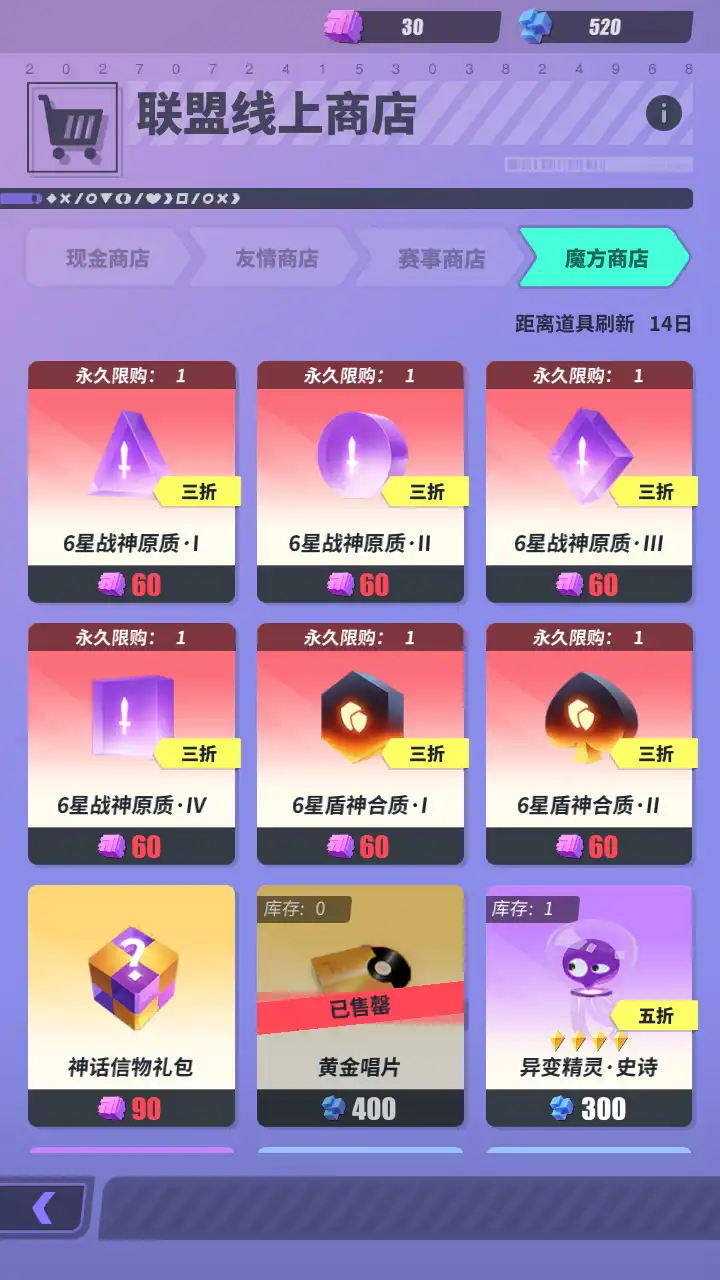 30 520
2 0 2 7 0 7 2 4 1 5 3 0 3 8 2 4 9 6 8
联盟线上商店
现金商店 友情商店 赛事商店 魔方商店
距离道具刷新 14日
永久限购: 1 永久限购: 1 永久限购: 1
三折 三折 三折
6星战神原质·I 6星战神原质·II 6星战神原质·III
60 60 60
永久限购: 1 永久限购: 1 永久限购: 1
三折 三折 三折
6星战神原质·IV 6星盾神合质·I 6星盾神合质·II
60 60 60
库存: 0 库存: 1
?
已售罄 五折
神话信物礼包 黄金唱片 异变精灵·史诗
90 400 300